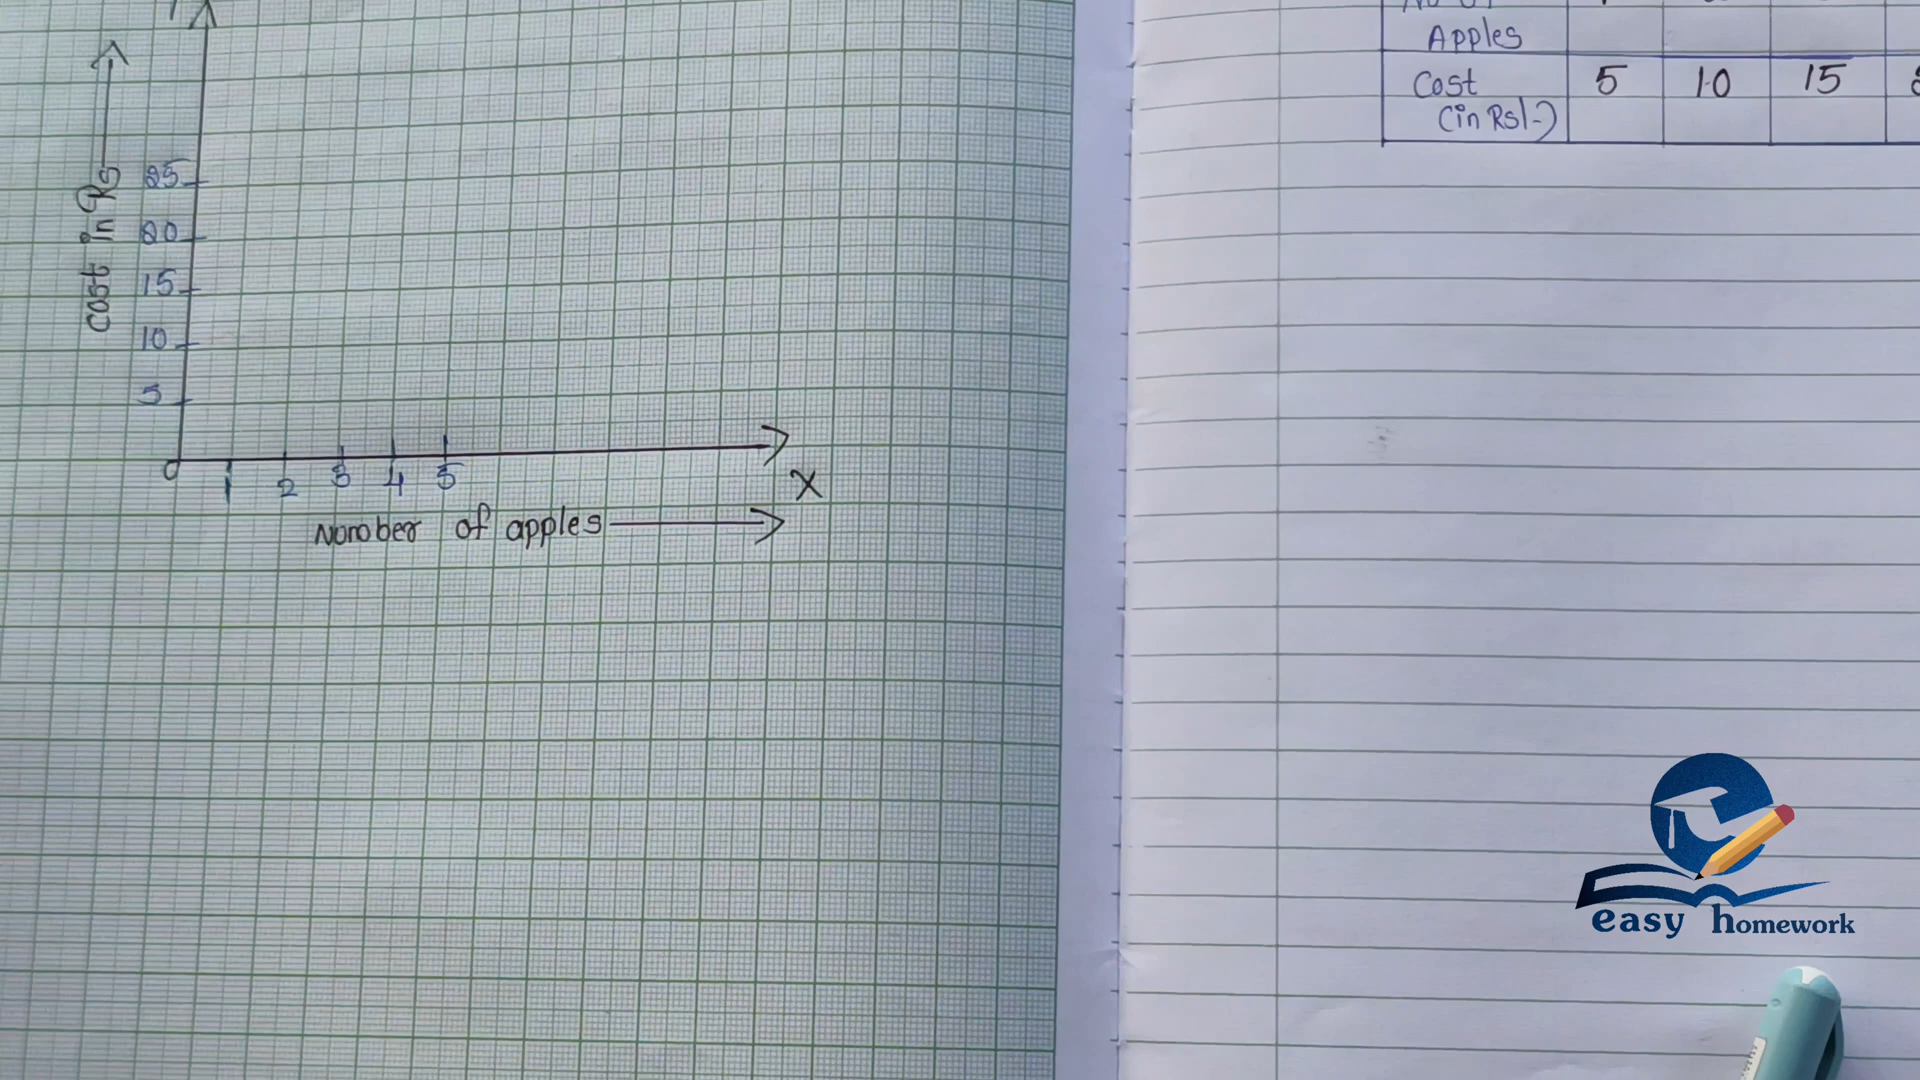 Cost in Rs
25
20
15
10
5
0
1 2 3 4 5
X
Number of apples
Apples
Cost 5 10 15
(in Rs/-)
easy homework